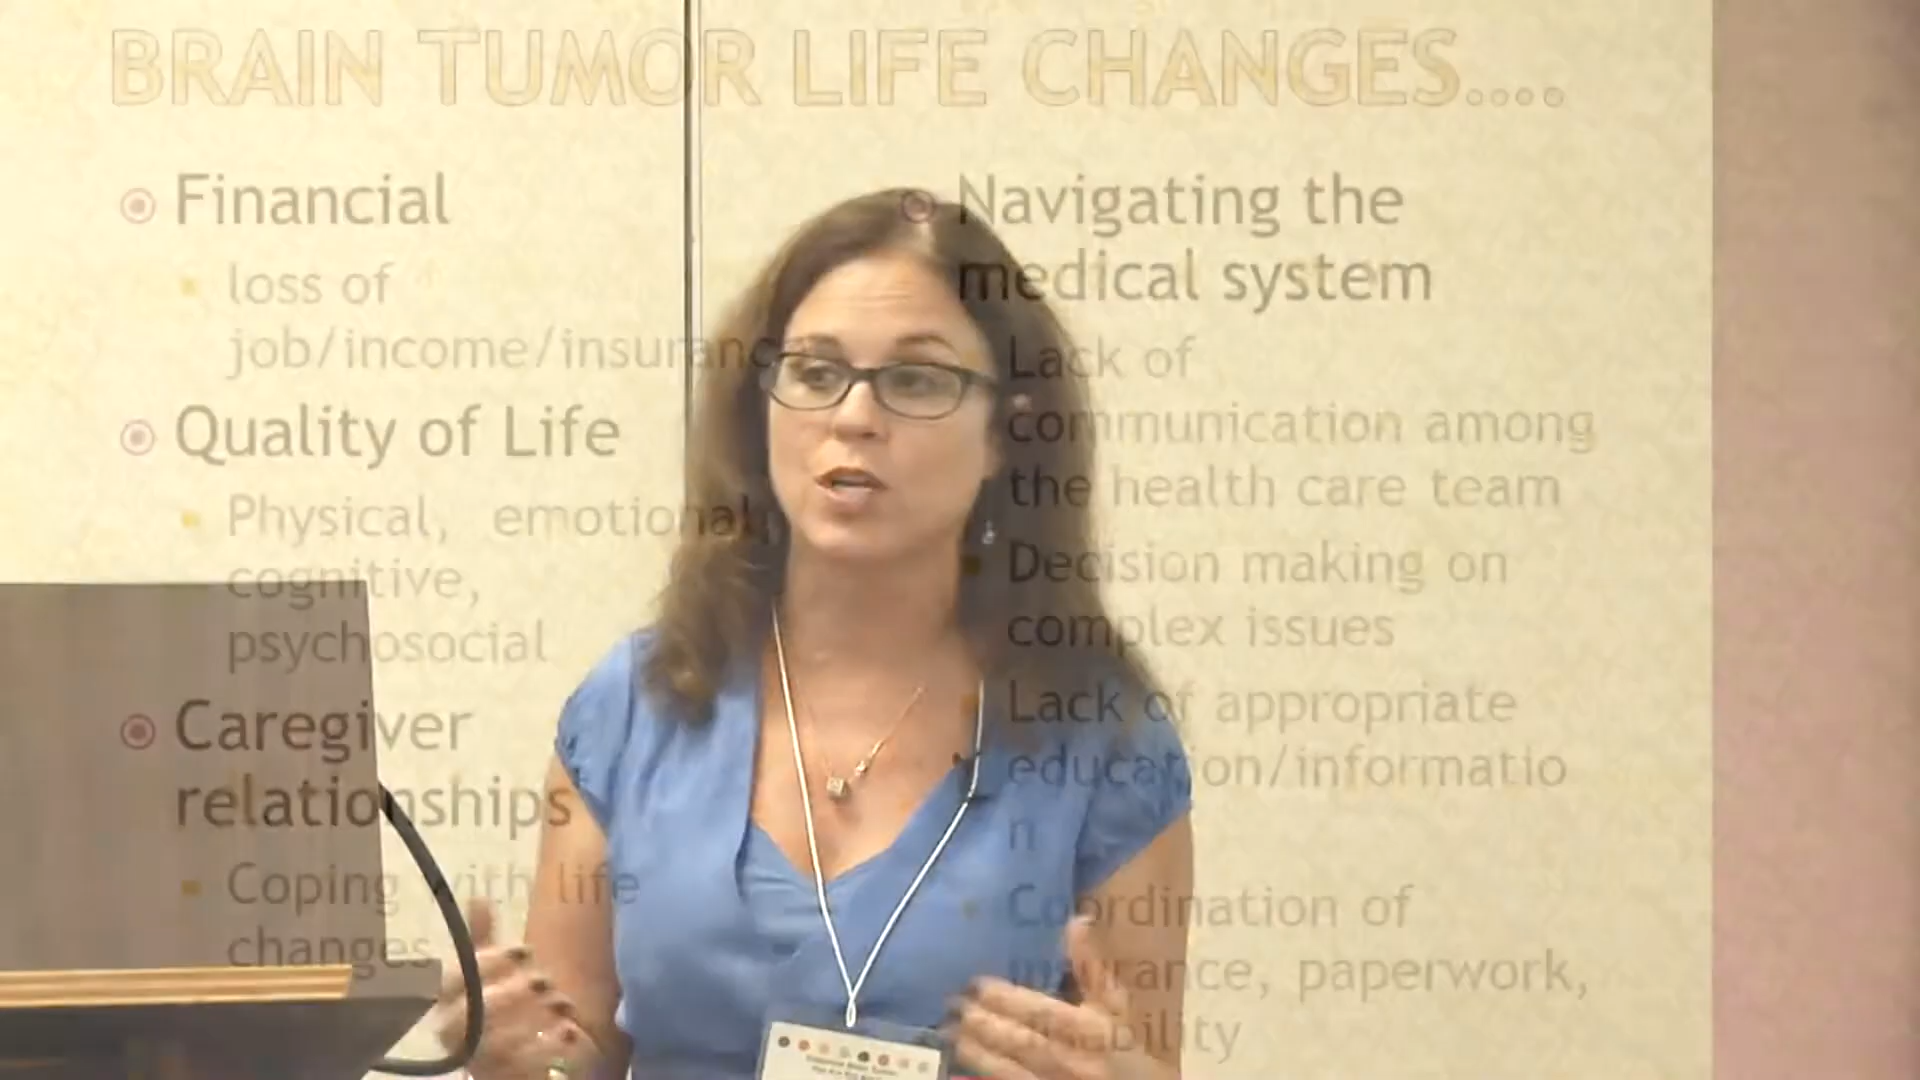 BRAIN TUMOR LIFE CHANGES....
Financial
loss of
job/income/insuranc
Quality of Life
Physical, emotional,
cognitive,
psychosocial
Caregiver
relationships
Coping with life
changes
Navigating the
medical system
Lack of
communication among
the health care team
Decision making on
complex issues
Lack of appropriate
education/informatio
n
Coordination of
insurance, paperwork,
disability